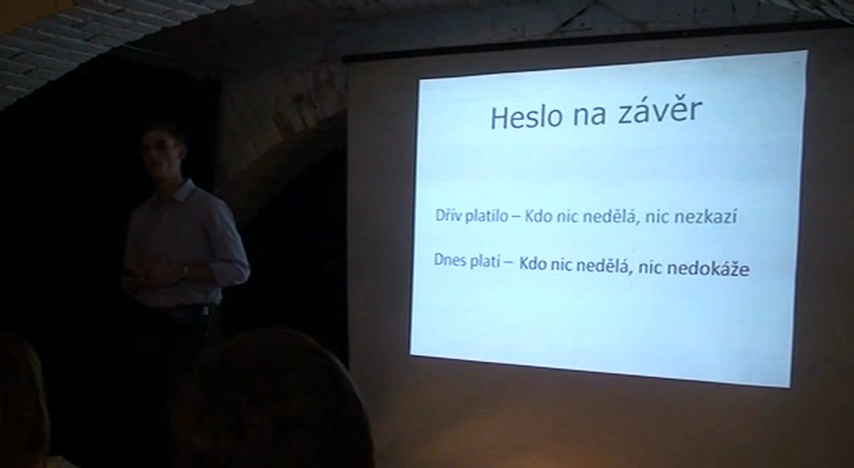 Heslo na závěr
Dřív platilo – Kdo nic nedělá, nic nezkazí
Dnes platí – Kdo nic nedělá, nic nedokáže